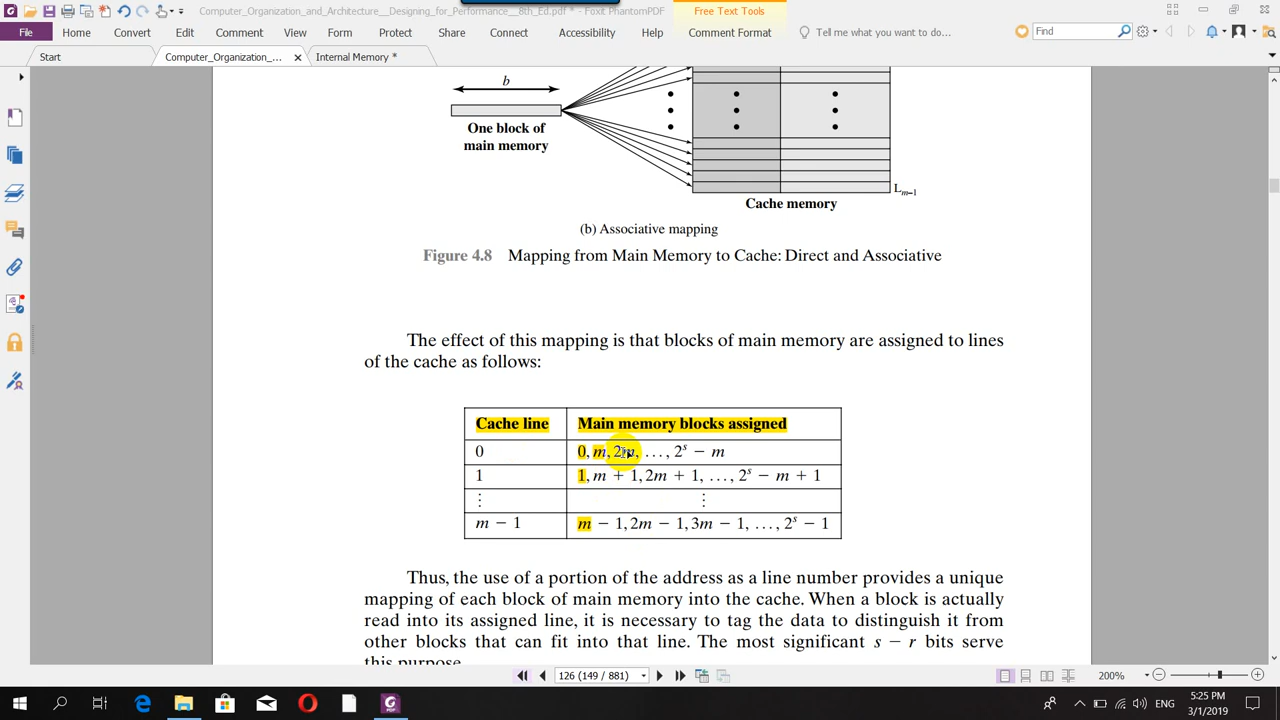 Computer_Organization_and_Architecture__Designing_for_Performance__8th_Ed.pdf * - Foxit PhantomPDF
Free Text Tools
File Home Convert Edit Comment View Form Protect Share Connect Accessibility Help Comment Format Tell me what you want to do... Find
Start Computer_Organization_... Internal Memory *
b
One block of
main memory
Lm–1
Cache memory
(b) Associative mapping
Figure 4.8 Mapping from Main Memory to Cache: Direct and Associative
The effect of this mapping is that blocks of main memory are assigned to lines
of the cache as follows:
Cache line Main memory blocks assigned
0 0, m, 2m, . . . , 2ˢ − m
1 1, m + 1, 2m + 1, . . . , 2ˢ − m + 1
⋮ ⋮
m − 1 m − 1, 2m − 1, 3m − 1, . . . , 2ˢ − 1
Thus, the use of a portion of the address as a line number provides a unique
mapping of each block of main memory into the cache. When a block is actually
read into its assigned line, it is necessary to tag the data to distinguish it from
other blocks that can fit into that line. The most significant s − r bits serve
this purpose.
126 (149 / 881) 200%
5:25 PM
3/1/2019